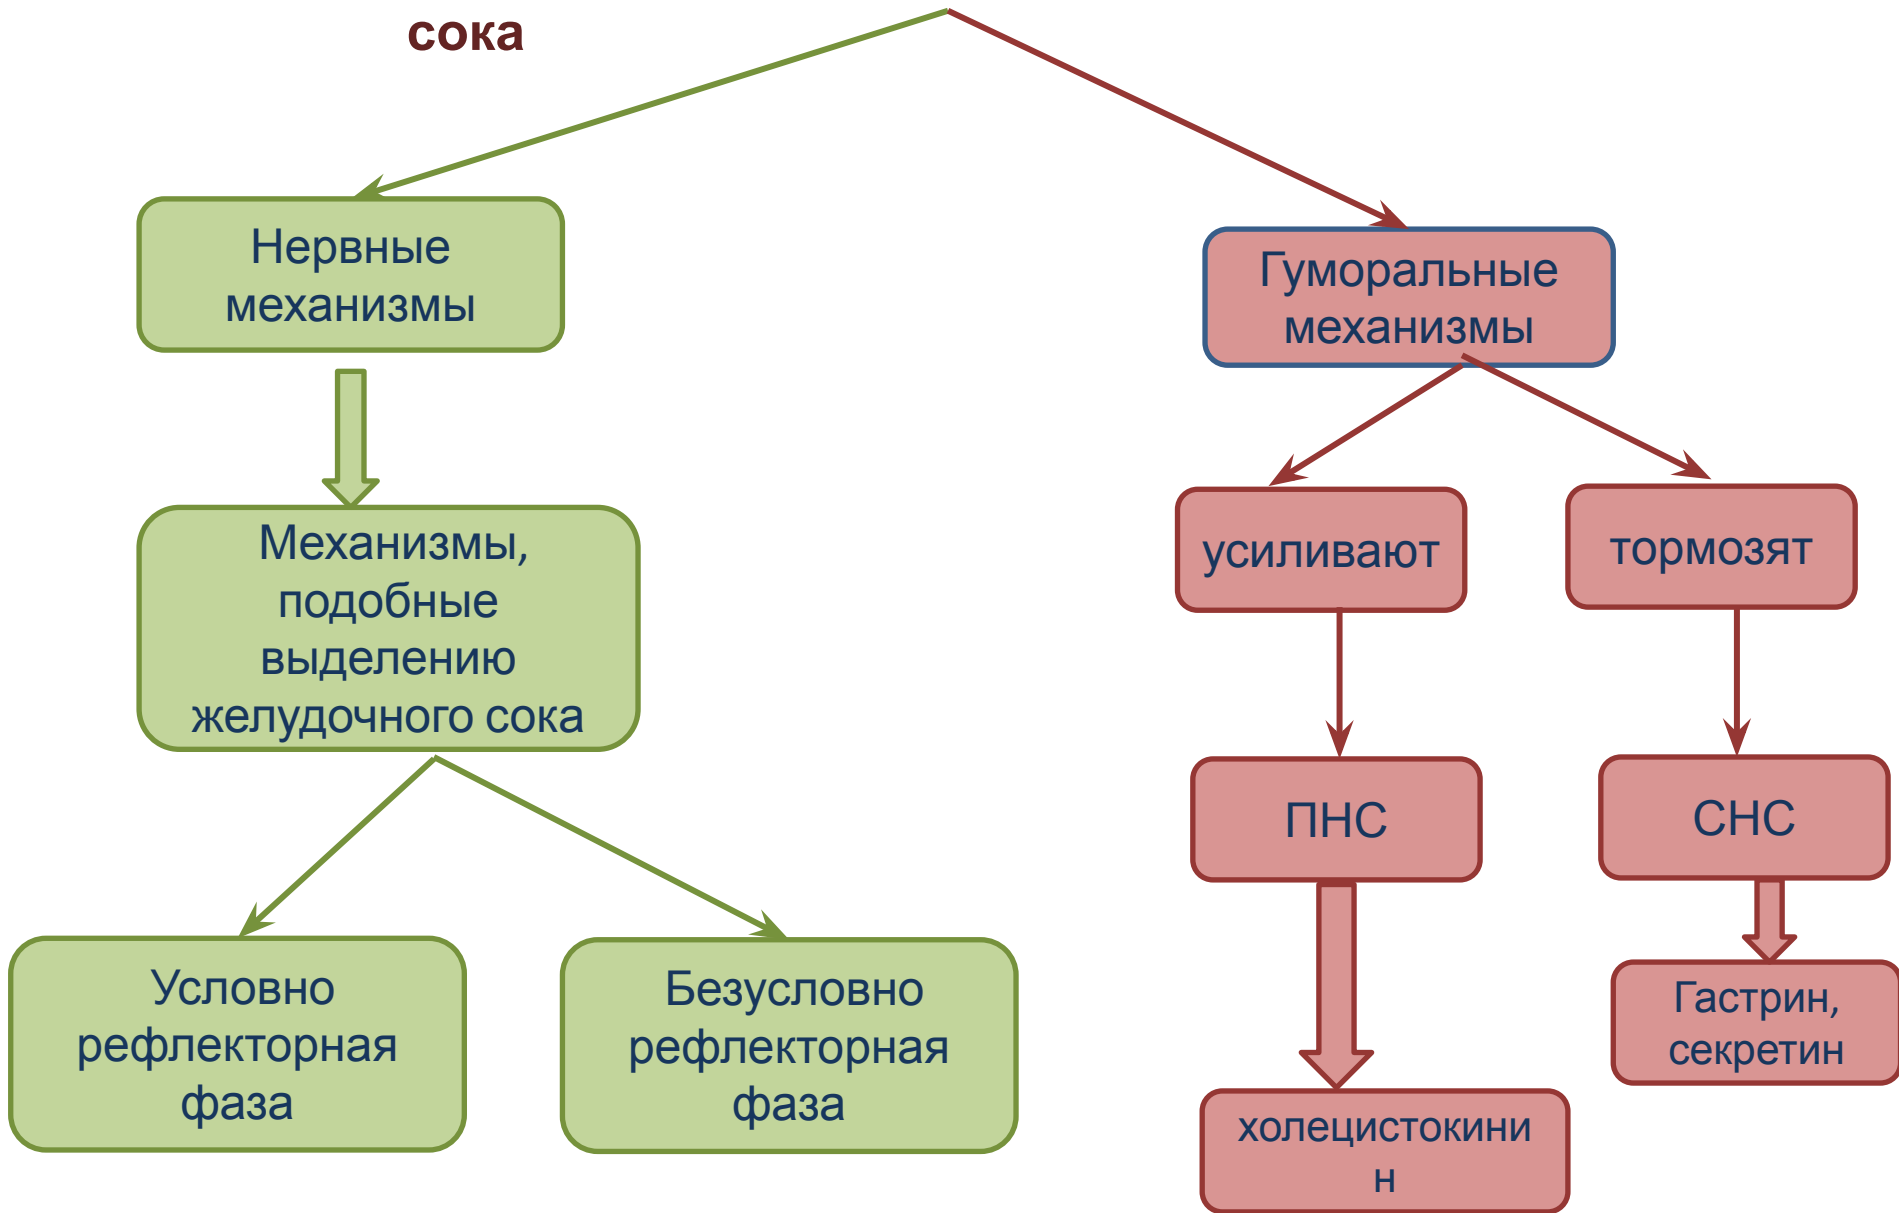 сока
Нервные
механизмы
Гуморальные
механизмы
Механизмы,
подобные
выделению
желудочного сока
усиливают
тормозят
ПНС
СНС
Условно
рефлекторная
фаза
Безусловно
рефлекторная
фаза
Гастрин,
секретин
холецистокини
н